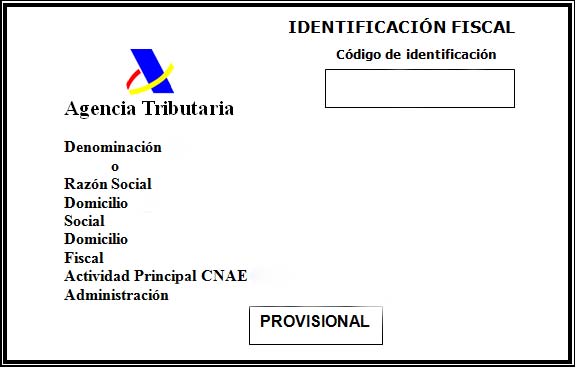 IDENTIFICACIÓN FISCAL
Código de identificación
Agencia Tributaria
Denominación
o
Razón Social
Domicilio
Social
Domicilio
Fiscal
Actividad Principal CNAE
Administración
PROVISIONAL